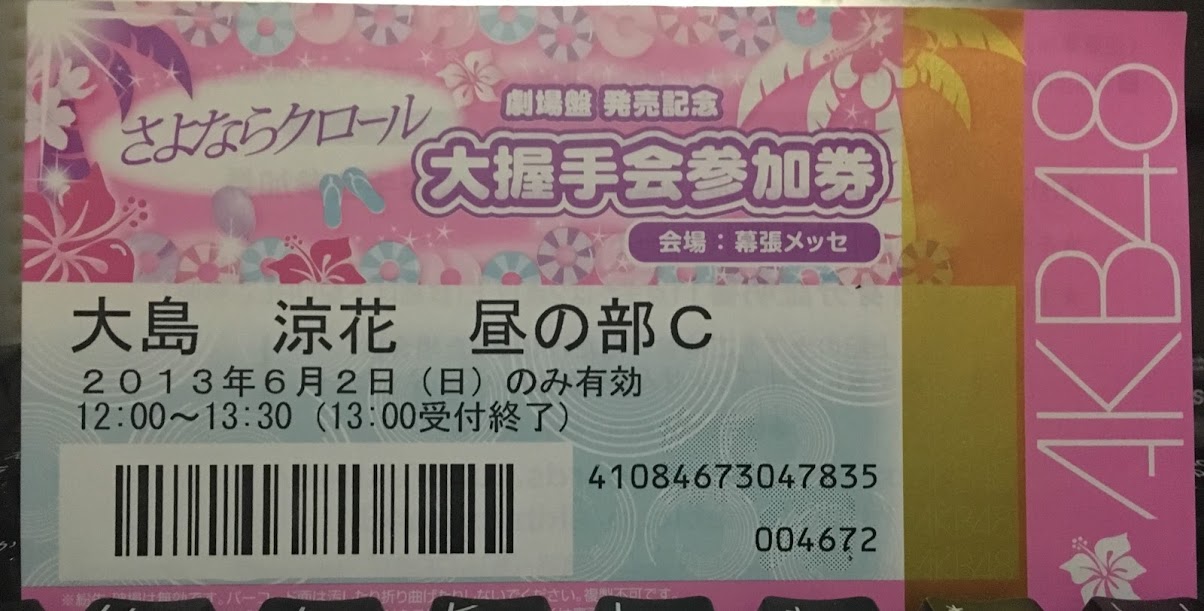 さよならクロール
劇場盤 発売記念
大握手会参加券
会場：幕張メッセ
AKB48
大島　涼花　昼の部C
２０１３年６月２日（日）のみ有効
12:00～13:30（13:00受付終了）
41084673047835
004672